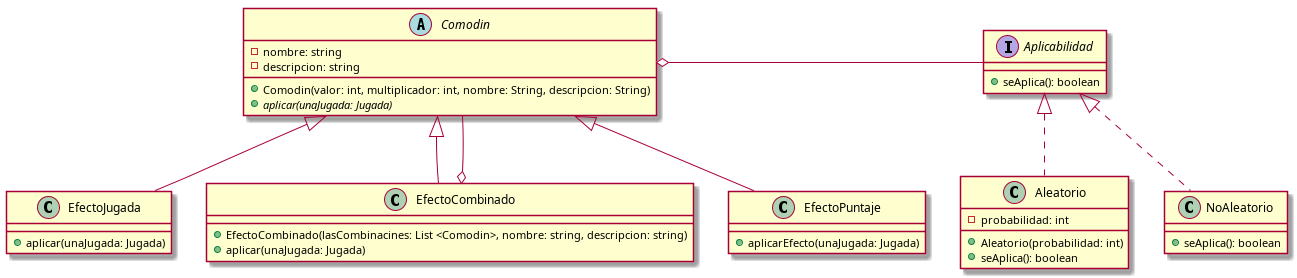 A Comodin
nombre: string
descripcion: string
Comodin(valor: int, multiplicador: int, nombre: String, descripcion: String)
aplicar(unaJugada: Jugada)
I Aplicabilidad
seAplica(): boolean
C EfectoJugada
aplicar(unaJugada: Jugada)
C EfectoCombinado
EfectoCombinado(lasCombinacines: List <Comodin>, nombre: string, descripcion: string)
aplicar(unaJugada: Jugada)
C EfectoPuntaje
aplicarEfecto(unaJugada: Jugada)
C Aleatorio
probabilidad: int
Aleatorio(probabilidad: int)
seAplica(): boolean
C NoAleatorio
seAplica(): boolean